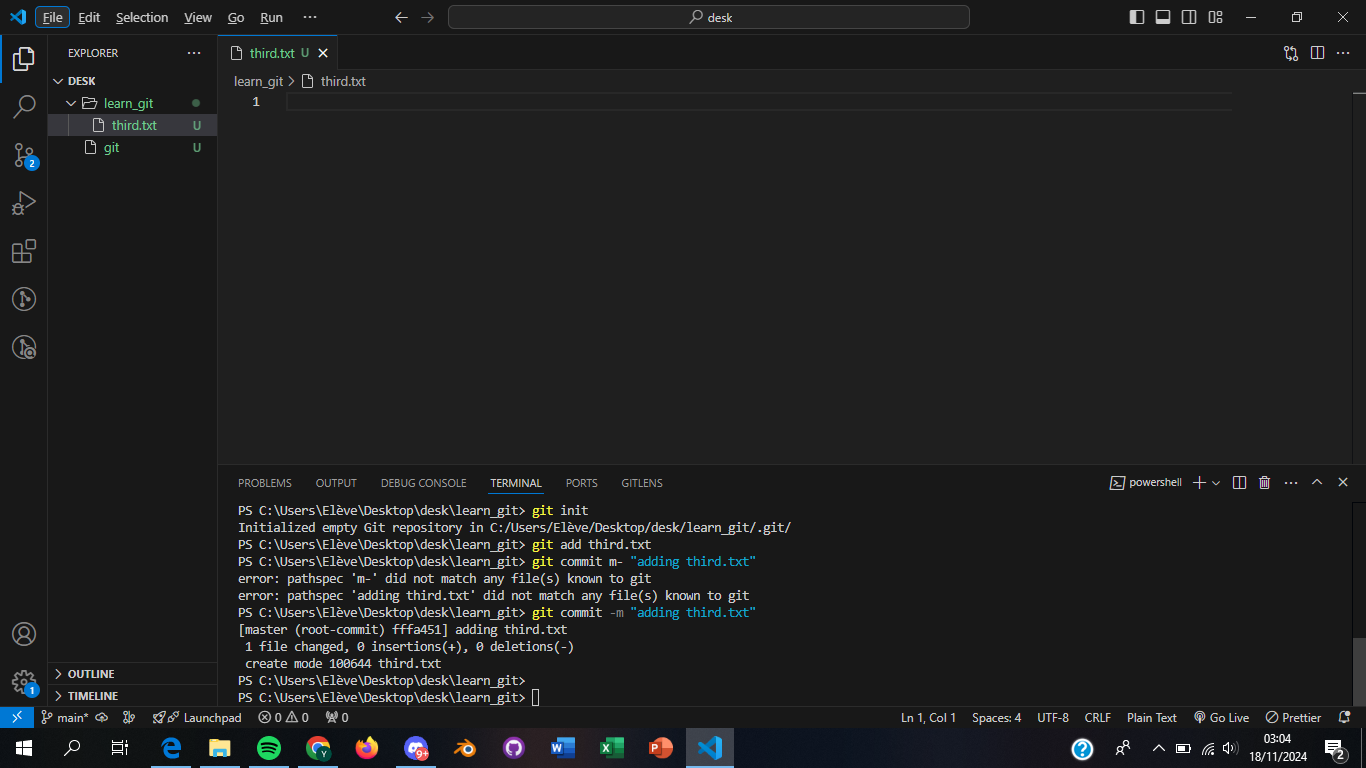 File Edit Selection View Go Run ··· desk
EXPLORER ···
third.txt U
DESK
learn_git > third.txt
learn_git
1
third.txt U
git U
2
PROBLEMS OUTPUT DEBUG CONSOLE TERMINAL PORTS GITLENS powershell
PS C:\Users\Elève\Desktop\desk\learn_git> git init
Initialized empty Git repository in C:/Users/Elève/Desktop/desk/learn_git/.git/
PS C:\Users\Elève\Desktop\desk\learn_git> git add third.txt
PS C:\Users\Elève\Desktop\desk\learn_git> git commit m- "adding third.txt"
error: pathspec 'm-' did not match any file(s) known to git
error: pathspec 'adding third.txt' did not match any file(s) known to git
PS C:\Users\Elève\Desktop\desk\learn_git> git commit -m "adding third.txt"
[master (root-commit) fffa451] adding third.txt
1 file changed, 0 insertions(+), 0 deletions(-)
create mode 100644 third.txt
PS C:\Users\Elève\Desktop\desk\learn_git>
PS C:\Users\Elève\Desktop\desk\learn_git>
OUTLINE
1
TIMELINE
main* Launchpad 0 0 0 Ln 1, Col 1 Spaces: 4 UTF-8 CRLF Plain Text Go Live Prettier
Y 9+ W X P ? 03:04
18/11/2024 2